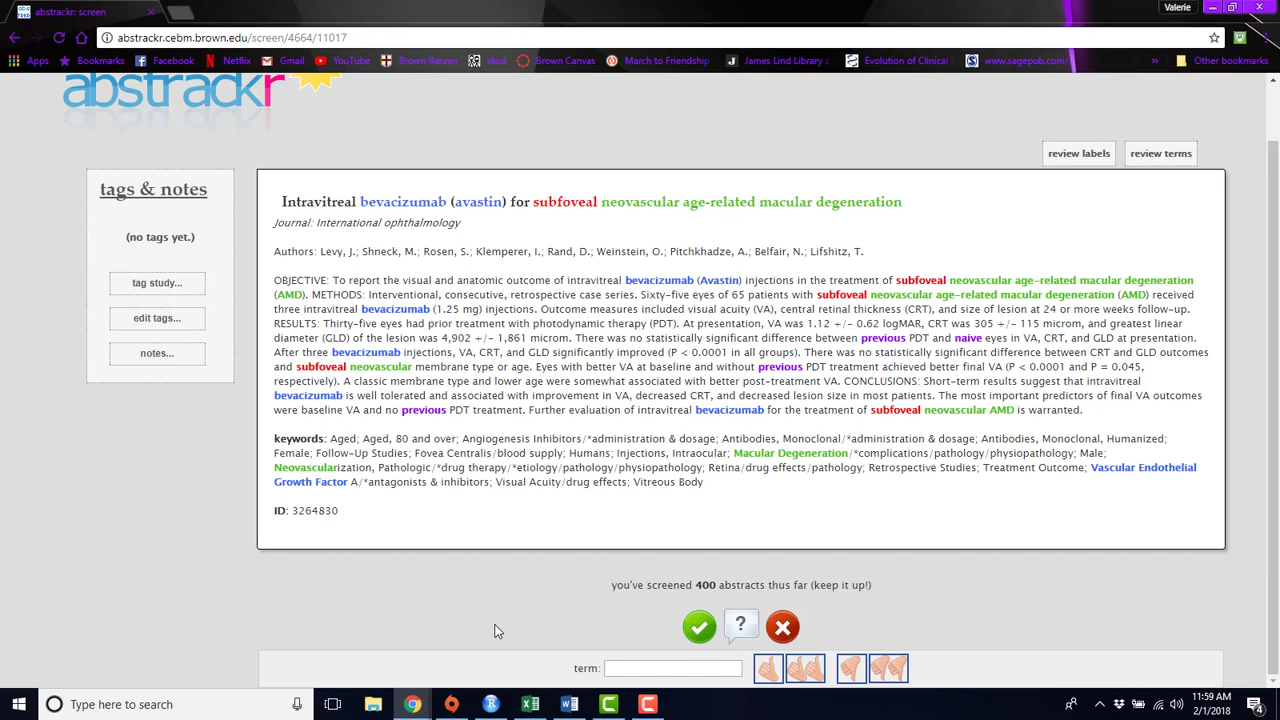 abstrackr: screen
Valerie
abstrackr.cebm.brown.edu/screen/4664/11017
Apps Bookmarks Facebook Netflix Gmail YouTube Brown Banner xkcd Brown Canvas March to Friendship James Lind Library :: Evolution of Clinical www.sagepub.com/ » Other bookmarks
abstrackr
review labels review terms
tags & notes
(no tags yet.)
tag study...
edit tags...
notes...
Intravitreal bevacizumab (avastin) for subfoveal neovascular age-related macular degeneration
Journal: International ophthalmology
Authors: Levy, J.; Shneck, M.; Rosen, S.; Klemperer, I.; Rand, D.; Weinstein, O.; Pitchkhadze, A.; Belfair, N.; Lifshitz, T.
OBJECTIVE: To report the visual and anatomic outcome of intravitreal bevacizumab (Avastin) injections in the treatment of subfoveal neovascular age-related macular degeneration
(AMD). METHODS: Interventional, consecutive, retrospective case series. Sixty-five eyes of 65 patients with subfoveal neovascular age-related macular degeneration (AMD) received
three intravitreal bevacizumab (1.25 mg) injections. Outcome measures included visual acuity (VA), central retinal thickness (CRT), and size of lesion at 24 or more weeks follow-up.
RESULTS: Thirty-five eyes had prior treatment with photodynamic therapy (PDT). At presentation, VA was 1.12 +/- 0.62 logMAR, CRT was 305 +/- 115 microm, and greatest linear
diameter (GLD) of the lesion was 4,902 +/- 1,861 microm. There was no statistically significant difference between previous PDT and naive eyes in VA, CRT, and GLD at presentation.
After three bevacizumab injections, VA, CRT, and GLD significantly improved (P < 0.0001 in all groups). There was no statistically significant difference between CRT and GLD outcomes
and subfoveal neovascular membrane type or age. Eyes with better VA at baseline and without previous PDT treatment achieved better final VA (P < 0.0001 and P = 0.045,
respectively). A classic membrane type and lower age were somewhat associated with better post-treatment VA. CONCLUSIONS: Short-term results suggest that intravitreal
bevacizumab is well tolerated and associated with improvement in VA, decreased CRT, and decreased lesion size in most patients. The most important predictors of final VA outcomes
were baseline VA and no previous PDT treatment. Further evaluation of intravitreal bevacizumab for the treatment of subfoveal neovascular AMD is warranted.
keywords: Aged; Aged, 80 and over; Angiogenesis Inhibitors/*administration & dosage; Antibodies, Monoclonal/*administration & dosage; Antibodies, Monoclonal, Humanized;
Female; Follow-Up Studies; Fovea Centralis/blood supply; Humans; Injections, Intraocular; Macular Degeneration/*complications/pathology/physiopathology; Male;
Neovascularization, Pathologic/*drug therapy/*etiology/pathology/physiopathology; Retina/drug effects/pathology; Retrospective Studies; Treatment Outcome; Vascular Endothelial
Growth Factor A/*antagonists & inhibitors; Visual Acuity/drug effects; Vitreous Body
ID: 3264830
you've screened 400 abstracts thus far (keep it up!)
?
term:
Type here to search
11:59 AM
2/1/2018
4